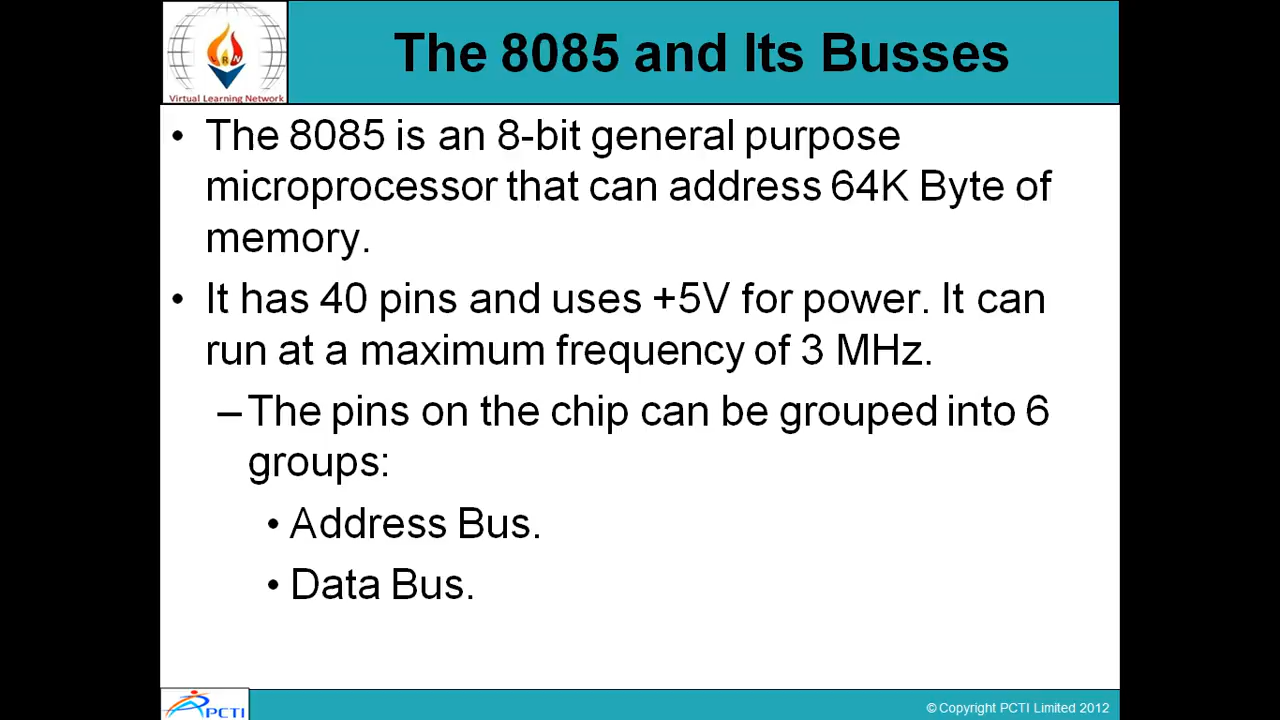 The 8085 and Its Busses
Virtual Learning Network
• The 8085 is an 8-bit general purpose
microprocessor that can address 64K Byte of
memory.
• It has 40 pins and uses +5V for power. It can
run at a maximum frequency of 3 MHz.
–The pins on the chip can be grouped into 6
groups:
• Address Bus.
• Data Bus.
PCTI
© Copyright PCTI Limited 2012